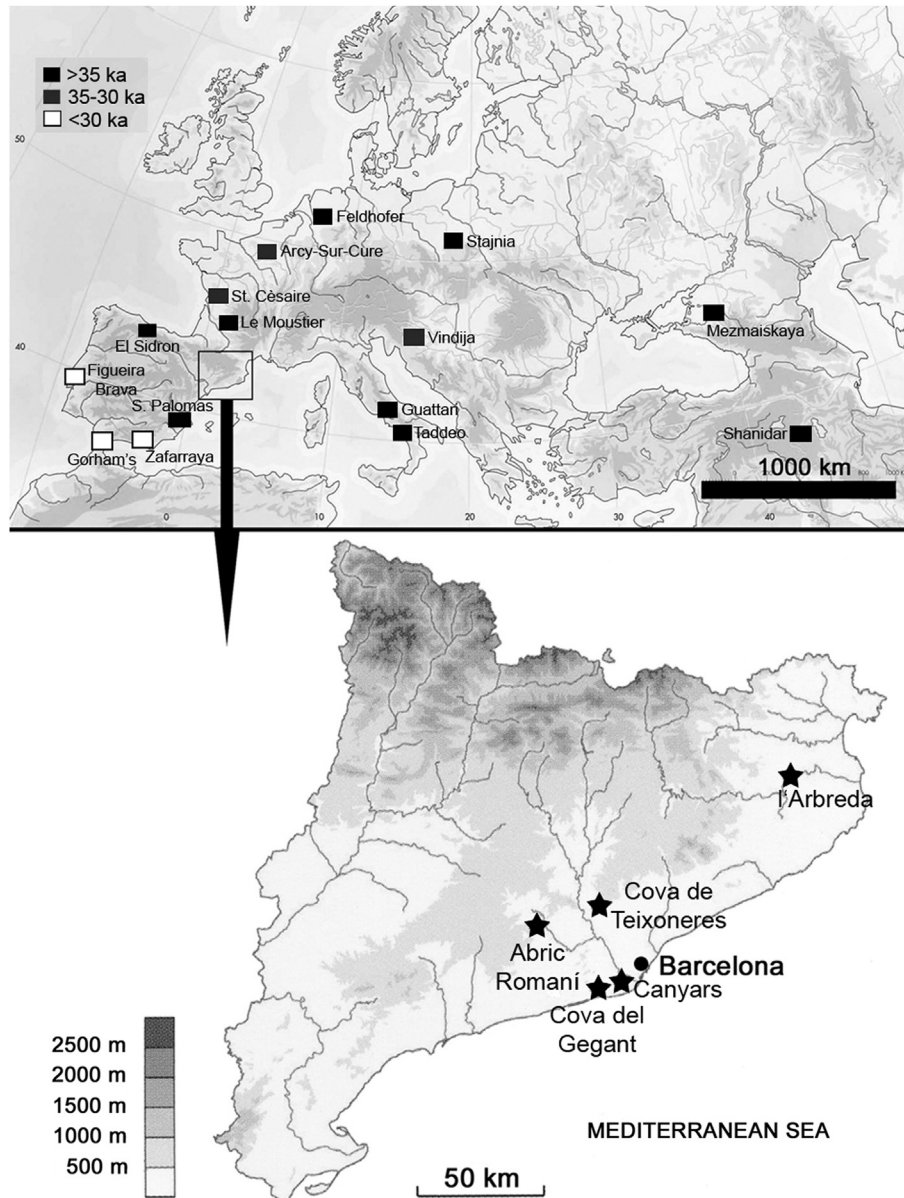 >35 ka
35-30 ka
<30 ka
50
40
Feldhofer
Stajnia
Arcy-Sur-Cure
St. Cèsaire
Le Moustier
Vindija
Mezmaiskaya
El Sidron
Figueira
Brava
S. Palomas
Guattari
Taddeo
Shanidar
Gorham's
Zafarraya
1000 km
0
10
20
30
40
l'Arbreda
Cova de
Teixoneres
Abric
Romaní
Barcelona
Canyars
Cova del
Gegant
2500 m
2000 m
1500 m
1000 m
500 m
MEDITERRANEAN SEA
50 km